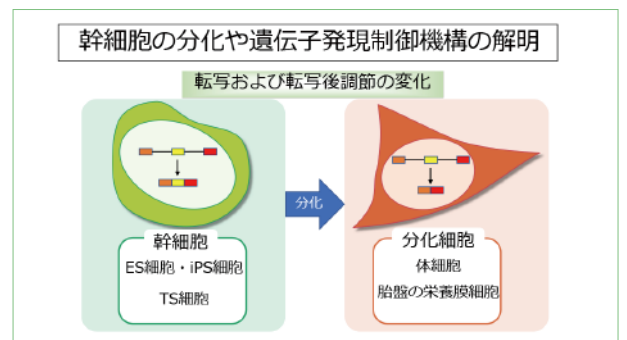 幹細胞の分化や遺伝子発現制御機構の解明
転写および転写後調節の変化
分化
幹細胞
ES細胞・iPS細胞
TS細胞
分化細胞
体細胞
胎盤の栄養膜細胞